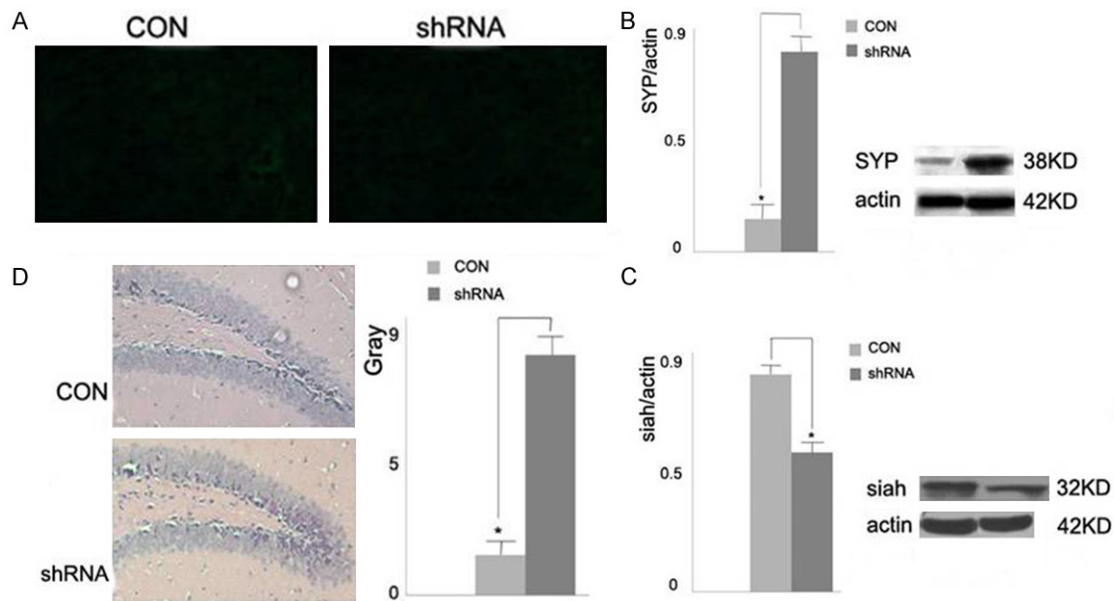 A
CON
shRNA
B
0.9
0.5
0
SYP/actin
*
CON
shRNA
SYP
38KD
actin
42KD
D
CON
shRNA
CON
shRNA
Gray
9
5
0
*
C
0.9
0.5
0
siah/actin
*
CON
shRNA
siah
32KD
actin
42KD